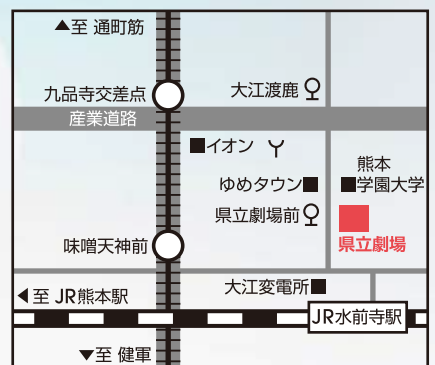 ▲至 通町筋
九品寺交差点
大江渡鹿
産業道路
■イオン
熊本
ゆめタウン■
■学園大学
県立劇場前
県立劇場
味噌天神前
大江変電所■
◀至 JR熊本駅
JR水前寺駅
▼至 健軍